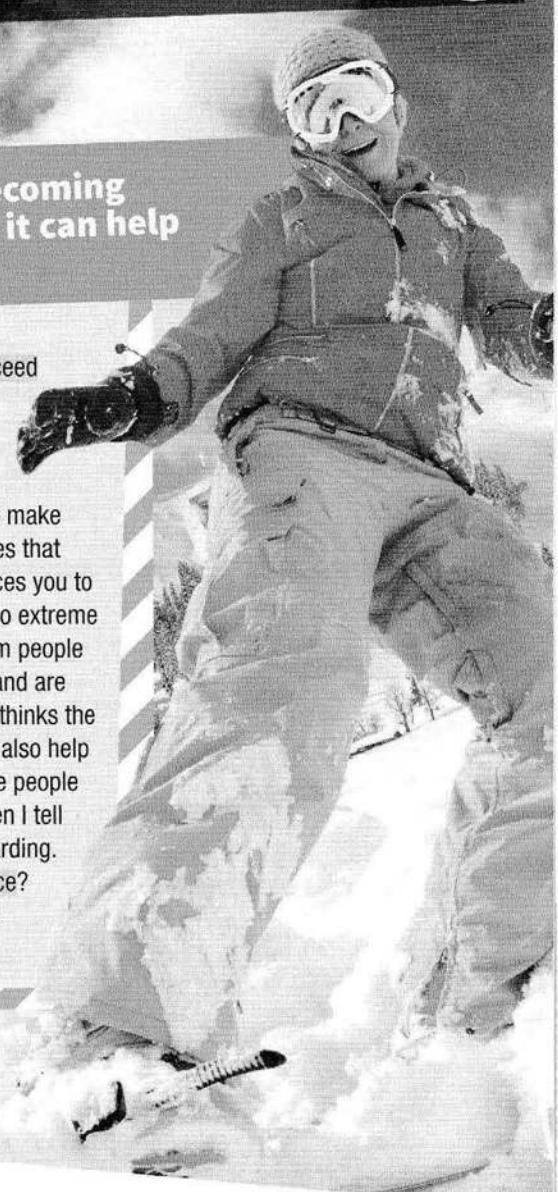 coming
it can help
ceed
make
es that
ces you to
o extreme
m people
and are
thinks the
also help
e people
en I tell
rding.
ce?